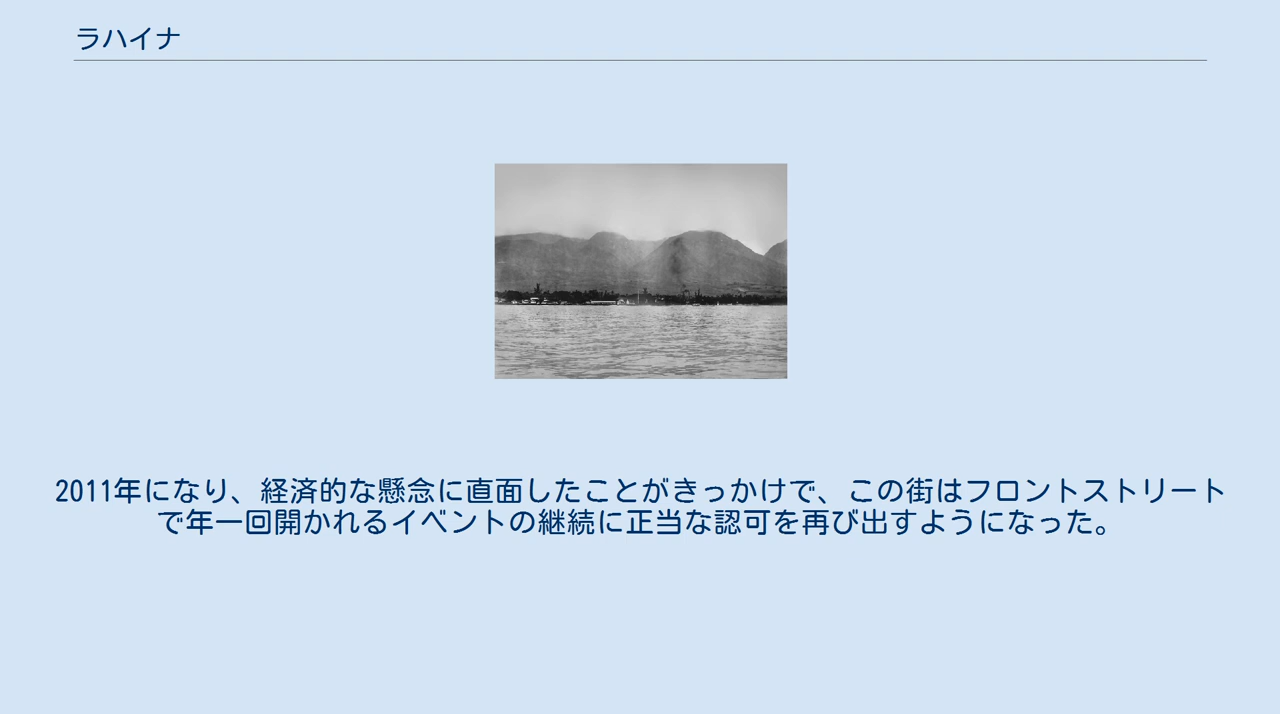 ラハイナ
2011年になり、経済的な懸念に直面したことがきっかけで、この街はフロントストリート
で年一回開かれるイベントの継続に正当な認可を再び出すようになった。